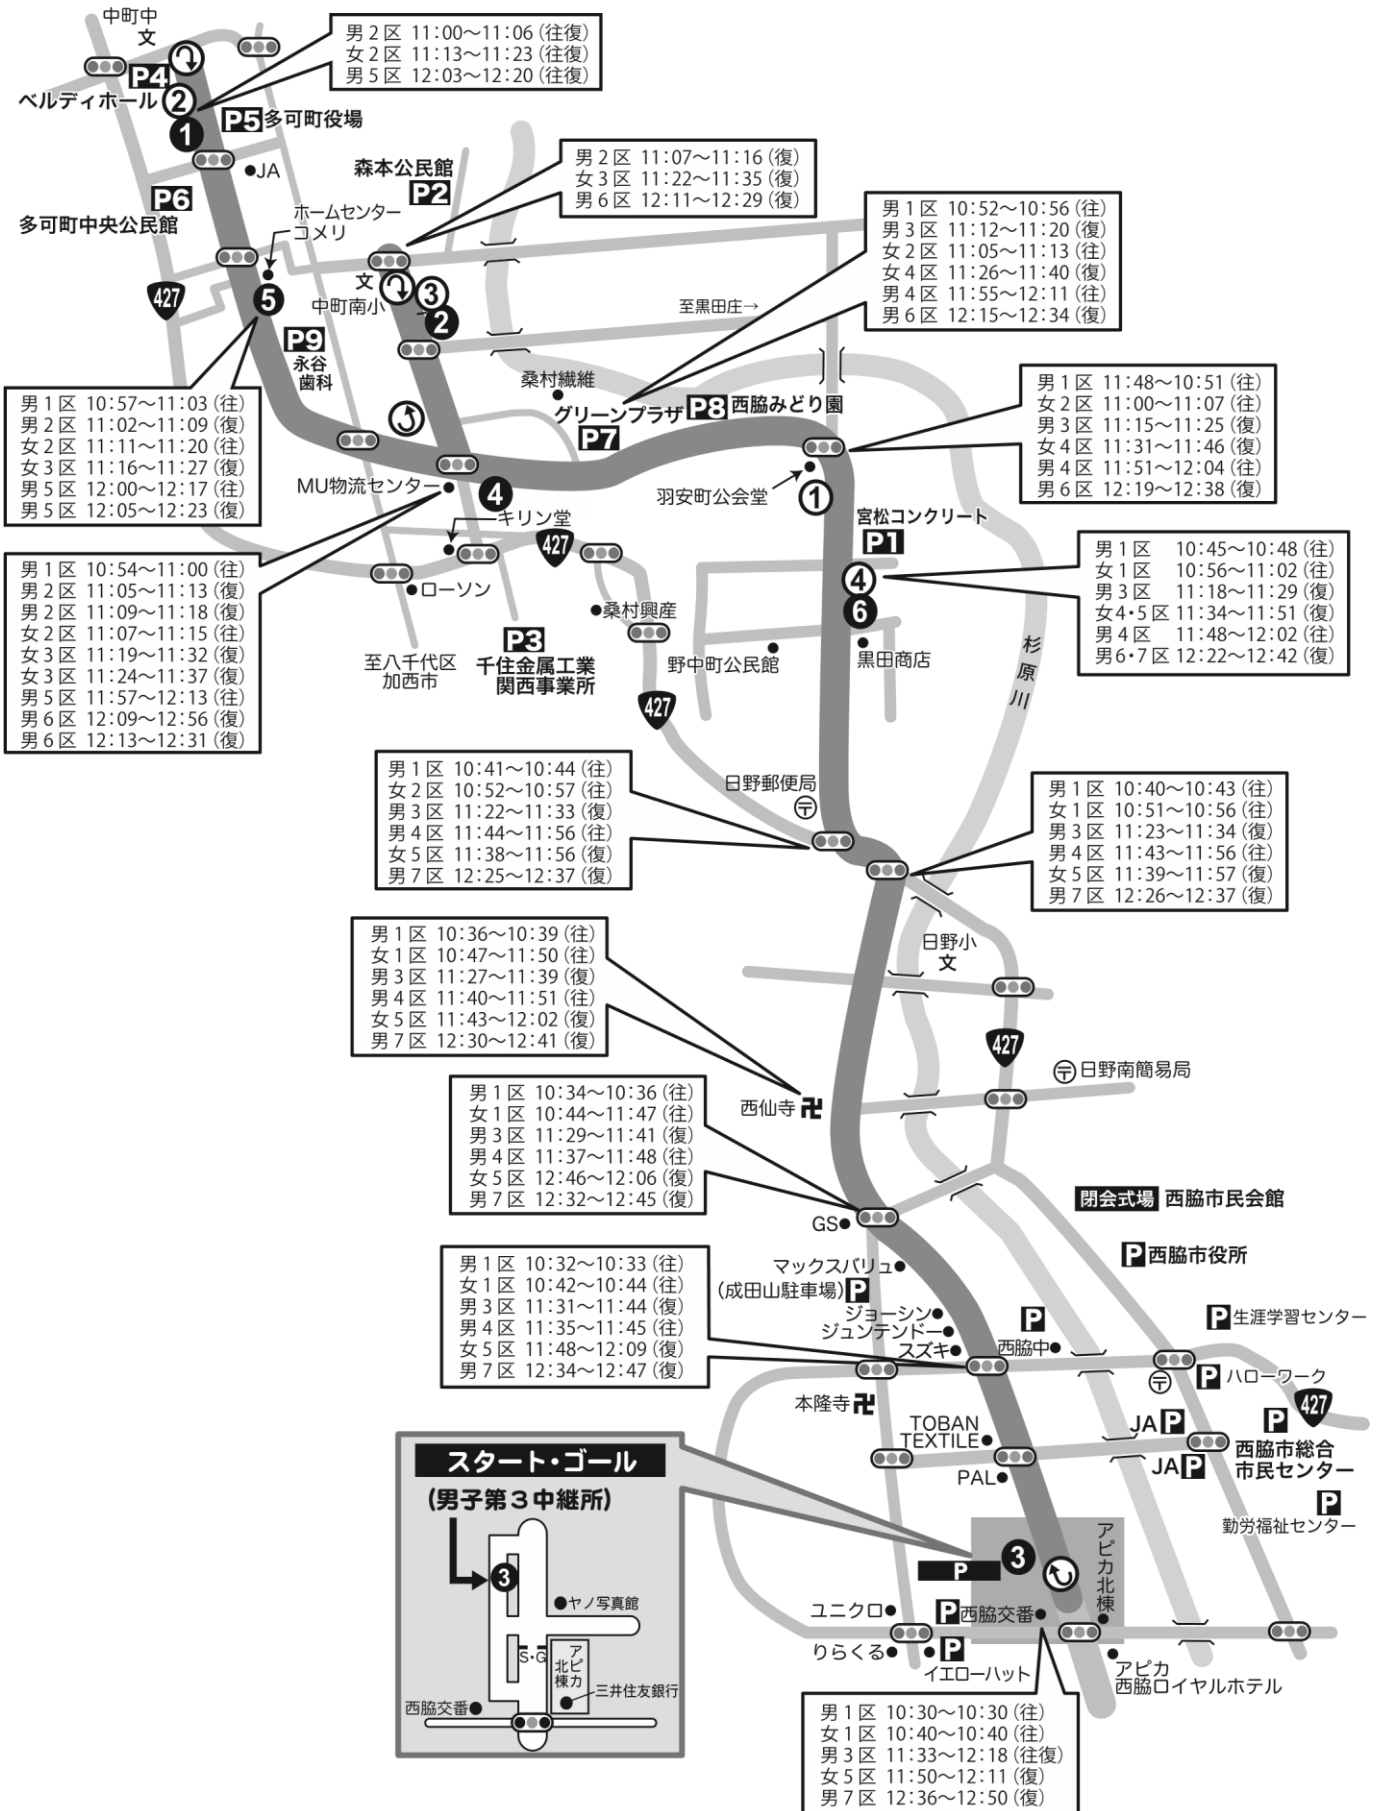 中町中
文
男2区 11:00～11:06(往復)
女2区 11:13～11:23(往復)
男5区 12:03～12:20(往復)
P4
ベルディホール
2
1
P5 多可町役場
JA
P6
多可町中央公民館
森本公民館
P2
男2区 11:07～11:16(復)
女3区 11:22～11:35(復)
男6区 12:11～12:29(復)
ホームセンター
コメリ
427
5
文
中町南小
3
2
至黒田庄→
男1区 10:52～10:56(往)
男3区 11:12～11:20(復)
女2区 11:05～11:13(往)
女4区 11:26～11:40(復)
男4区 11:55～12:11(往)
男6区 12:15～12:34(復)
P9
永谷
歯科
桑村繊維
グリーンプラザ
P7
P8 西脇みどり園
男1区 11:48～10:51(往)
女2区 11:00～11:07(往)
男3区 11:15～11:25(復)
女4区 11:31～11:46(復)
男4区 11:51～12:04(往)
男6区 12:19～12:38(復)
男1区 10:57～11:03(往)
男2区 11:02～11:09(復)
女2区 11:11～11:20(往)
女3区 11:16～11:27(復)
男5区 12:00～12:17(往)
男5区 12:05～12:23(復)
MU物流センター
4
羽安町公会堂
1
宮松コンクリート
P1
キリン堂
427
ローソン
男1区 10:54～11:00(往)
男2区 11:05～11:13(復)
男2区 11:09～11:18(復)
女2区 11:07～11:15(往)
女3区 11:19～11:32(復)
女3区 11:24～11:37(復)
男5区 11:57～12:13(往)
男6区 12:09～12:56(復)
男6区 12:13～12:31(復)
4
6
男1区 10:45～10:48(往)
女1区 10:56～11:02(往)
男3区 11:18～11:29(復)
女4・5区 11:34～11:51(復)
男4区 11:48～12:02(往)
男6・7区 12:22～12:42(復)
桑村興産
至八千代区
加西市
P3
千住金属工業
関西事業所
野中町公民館
黒田商店
杉原川
427
男1区 10:41～10:44(往)
女2区 10:52～10:57(往)
男3区 11:22～11:33(復)
男4区 11:44～11:56(往)
女5区 11:38～11:56(復)
男7区 12:25～12:37(復)
日野郵便局
〒
男1区 10:40～10:43(往)
女1区 10:51～10:56(往)
男3区 11:23～11:34(復)
男4区 11:43～11:56(往)
女5区 11:39～11:57(復)
男7区 12:26～12:37(復)
男1区 10:36～10:39(往)
女1区 10:47～11:50(往)
男3区 11:27～11:39(復)
男4区 11:40～11:51(往)
女5区 11:43～12:02(復)
男7区 12:30～12:41(復)
日野小
文
427
〒日野南簡易局
西仙寺卍
男1区 10:34～10:36(往)
女1区 10:44～11:47(往)
男3区 11:29～11:41(復)
男4区 11:37～11:48(往)
女5区 12:46～12:06(復)
男7区 12:32～12:45(復)
閉会式場 西脇市民会館
GS
P西脇市役所
男1区 10:32～10:33(往)
女1区 10:42～10:44(往)
男3区 11:31～11:44(復)
男4区 11:35～11:45(往)
女5区 11:48～12:09(復)
男7区 12:34～12:47(復)
マックスバリュ
(成田山駐車場)P
ジョーシン
ジュンテンドー
スズキ
P
西脇中
P生涯学習センター
〒
P ハローワーク
427
本隆寺卍
TOBAN
TEXTILE
JA P
P
西脇市総合
市民センター
PAL
JA P
P
勤労福祉センター
スタート・ゴール
(男子第3中継所)
3
ヤノ写真館
S・G
アピカ
北棟
三井住友銀行
西脇交番
P
3
アピカ北棟
ユニクロ
P西脇交番
りらくる
P
イエローハット
アピカ
西脇ロイヤルホテル
男1区 10:30～10:30(往)
女1区 10:40～10:40(往)
男3区 11:33～12:18(往復)
女5区 11:50～12:11(復)
男7区 12:36～12:50(復)